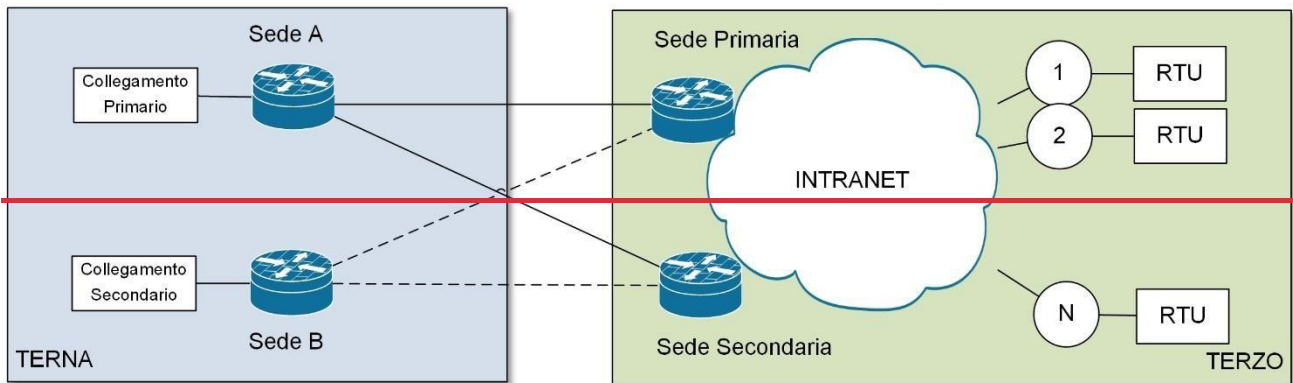 Sede A
Collegamento
Primario
Collegamento
Secondario
Sede B
TERNA
Sede Primaria
INTRANET
Sede Secondaria
1
RTU
2
RTU
N
RTU
TERZO